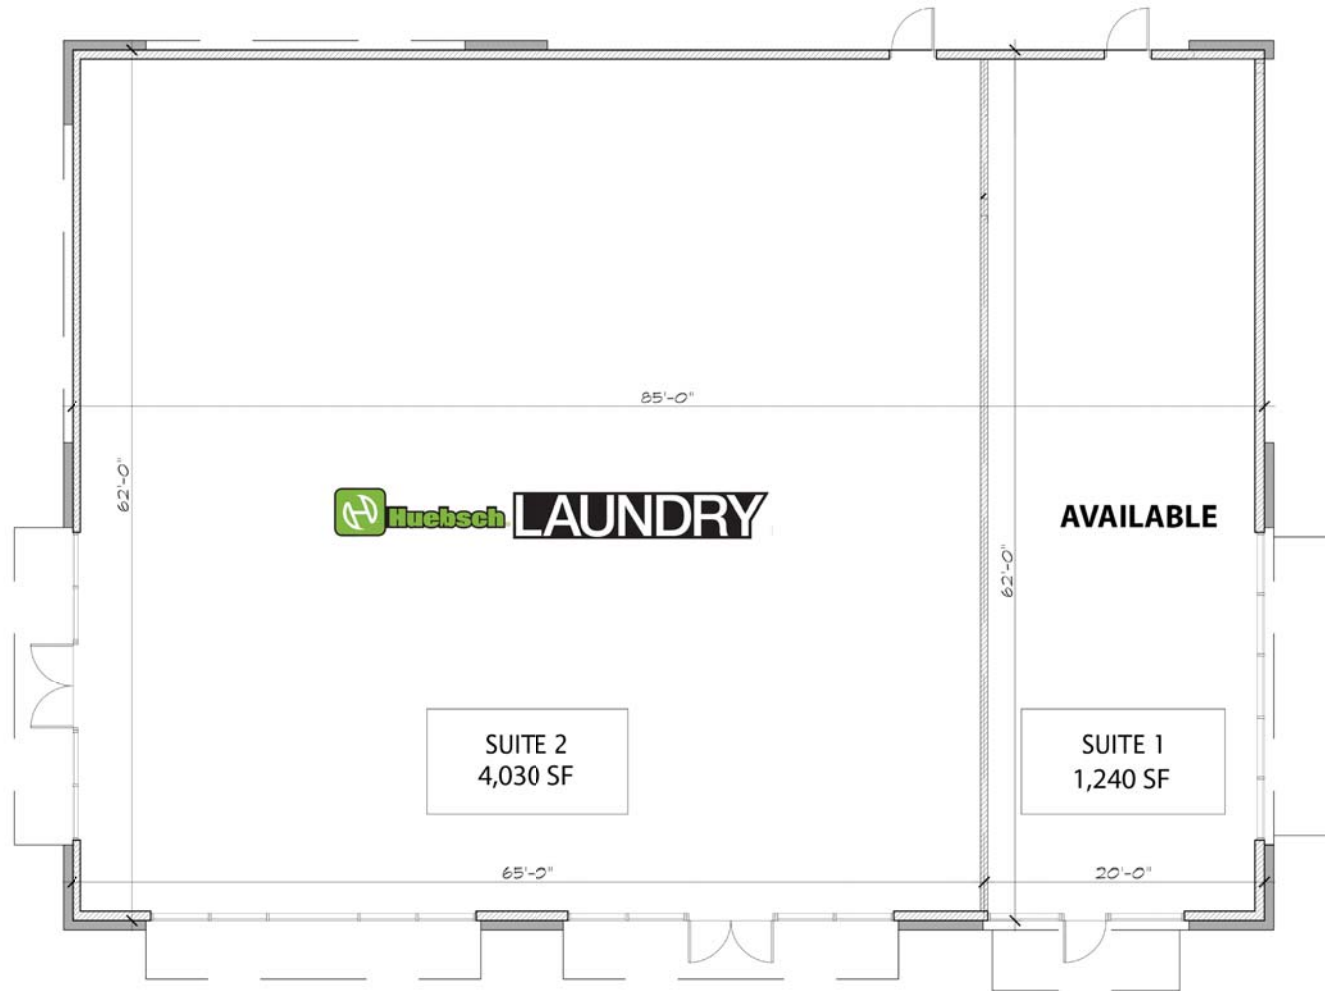 85'-0"
62'-0"
Huebsch LAUNDRY
AVAILABLE
62'-0"
SUITE 2
4,030 SF
SUITE 1
1,240 SF
65'-0"
20'-0"